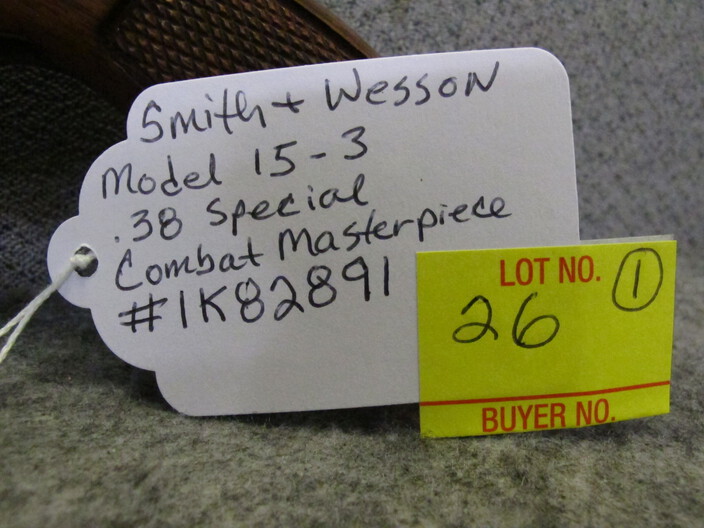 Smith + Wesson
Model 15-3
.38 Special
Combat Masterpiece
#1K82891
LOT NO. 1
26
BUYER NO.